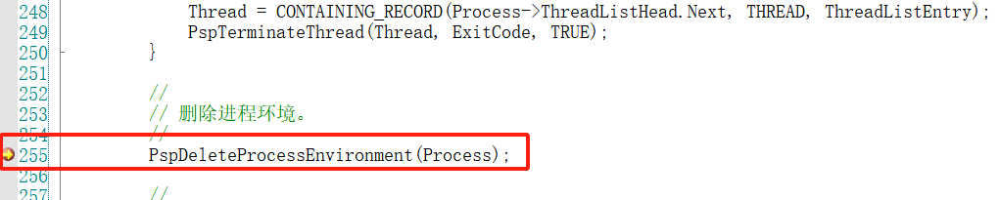 248 Thread = CONTAINING_RECORD(Process->ThreadListHead.Next, THREAD, ThreadListEntry);
249 PspTerminateThread(Thread, ExitCode, TRUE);
250 }
251
252 //
253 // 删除进程环境。
254 //
255 PspDeleteProcessEnvironment(Process);
256
257 //